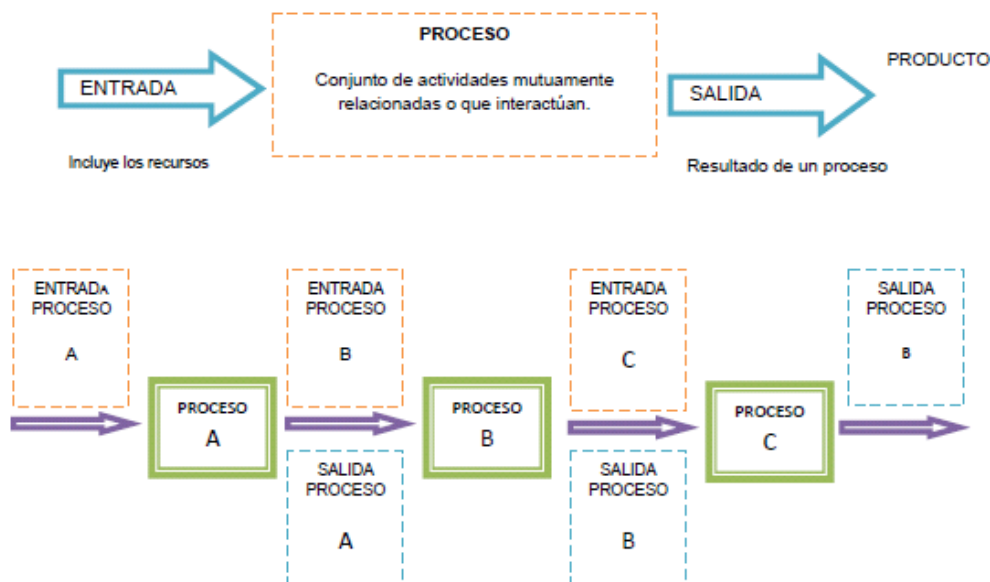 PROCESO
Conjunto de actividades mutuamente
relacionadas o que interactúan.
ENTRADA
SALIDA
PRODUCTO
Incluye los recursos
Resultado de un proceso
ENTRADA
PROCESO
A
ENTRADA
PROCESO
B
ENTRADA
PROCESO
C
SALIDA
PROCESO
B
PROCESO
A
PROCESO
B
PROCESO
C
SALIDA
PROCESO
A
SALIDA
PROCESO
B